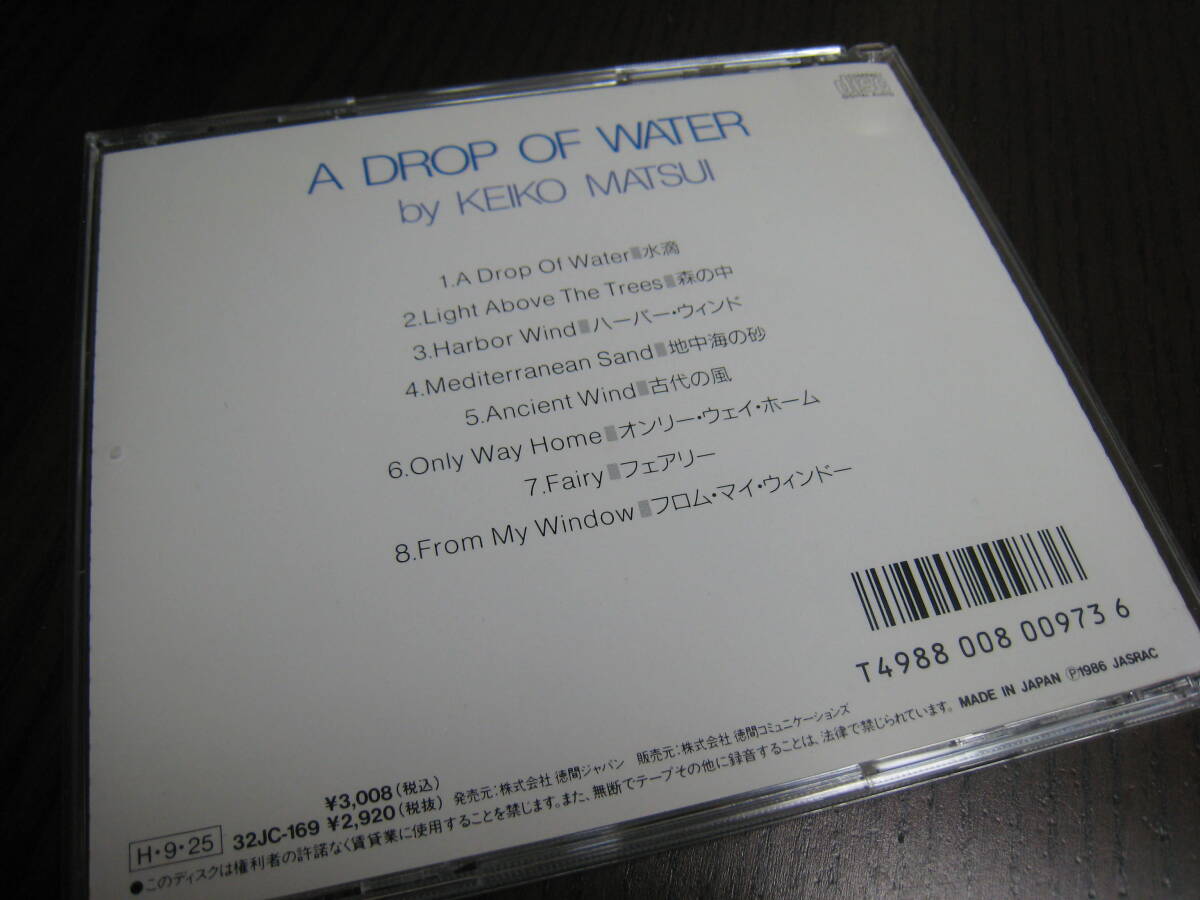 disc
A DROP OF WATER
by KEIKO MATSUI
1.A Drop Of Water 水滴
2.Light Above The Trees 森の中
3.Harbor Wind ハーバー・ウィンド
4.Mediterranean Sand 地中海の砂
5.Ancient Wind 古代の風
6.Only Way Home オンリー・ウェイ・ホーム
7.Fairy フェアリー
8.From My Window フロム・マイ・ウィンドー
T4988 008 00973 6
¥3,008(税込)
H・9・25 32JC-169 ¥2,920(税抜) 発売元:株式会社 徳間ジャパン 販売元:株式会社 徳間コミュニケーションズ
●このディスクは権利者の許諾なく賃貸業に使用することを禁じます。また、無断でテープその他に録音することは、法律で禁じられています。 MADE IN JAPAN Ⓟ1986 JASRAC